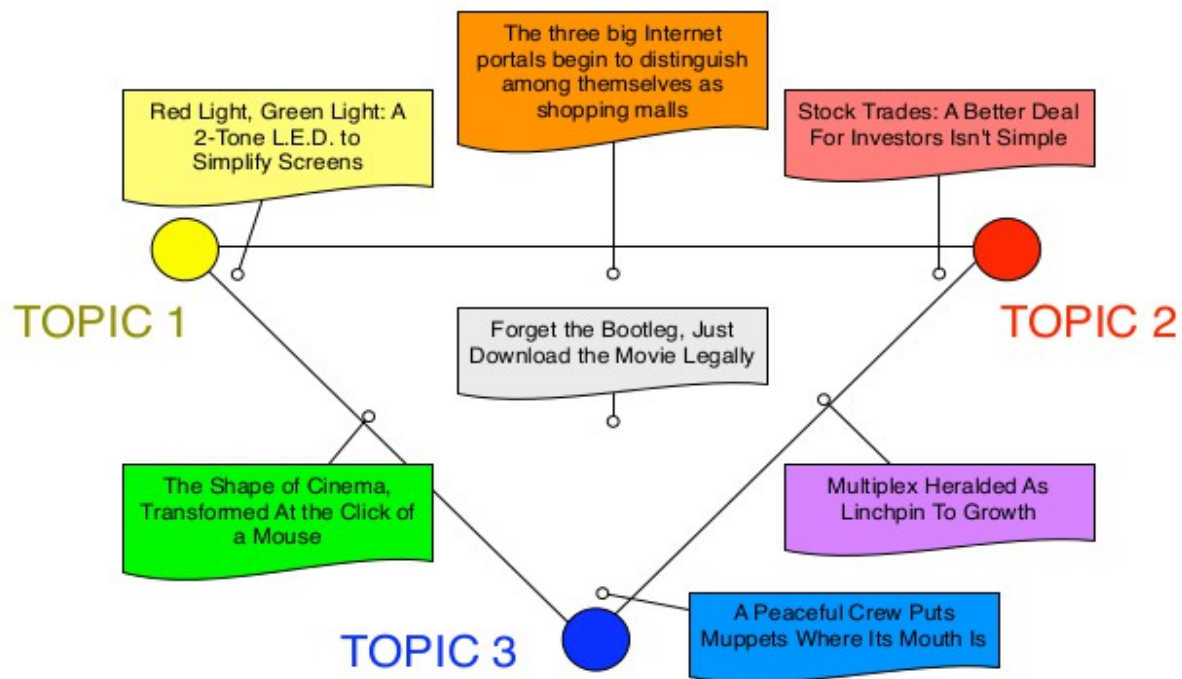 The three big Internet
portals begin to distinguish
among themselves as
shopping malls
Red Light, Green Light: A
2-Tone L.E.D. to
Simplify Screens
Stock Trades: A Better Deal
For Investors Isn't Simple
TOPIC 1
TOPIC 2
Forget the Bootleg, Just
Download the Movie Legally
The Shape of Cinema,
Transformed At the Click of
a Mouse
Multiplex Heralded As
Linchpin To Growth
A Peaceful Crew Puts
Muppets Where Its Mouth Is
TOPIC 3